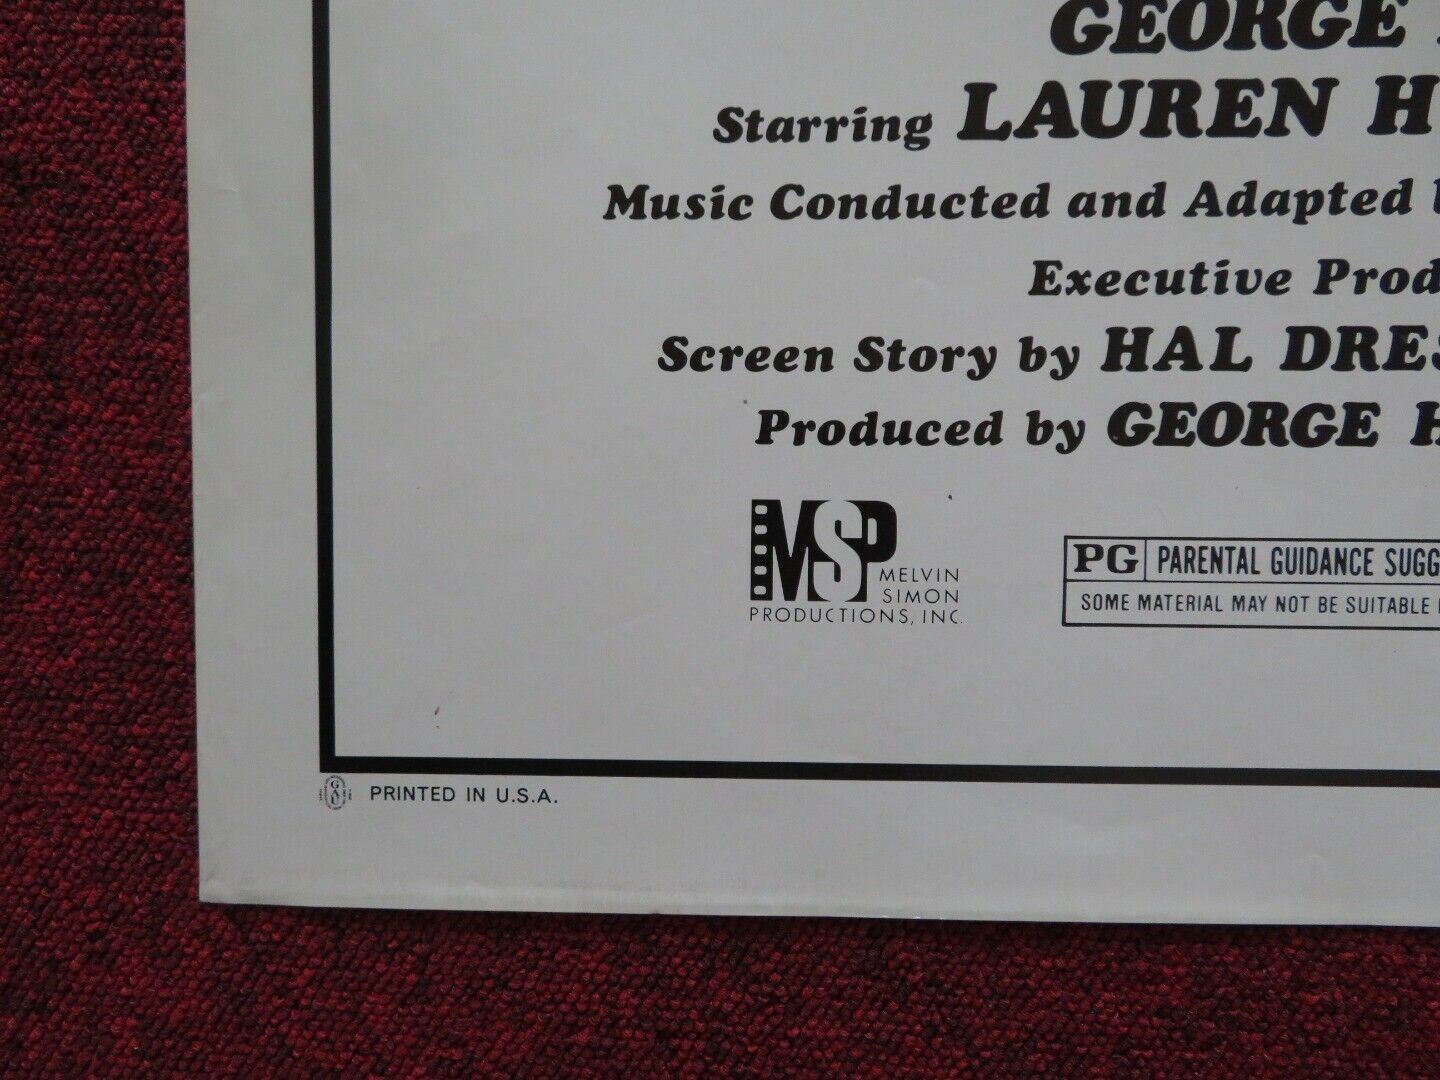 GEORGE
Starring LAUREN H
Music Conducted and Adapted
Executive Prod
Screen Story by HAL DRES
Produced by GEORGE H
MSP
MELVIN
SIMON
PRODUCTIONS, INC.
PG PARENTAL GUIDANCE SUGG
SOME MATERIAL MAY NOT BE SUITABLE
GAU
PRINTED IN U.S.A.